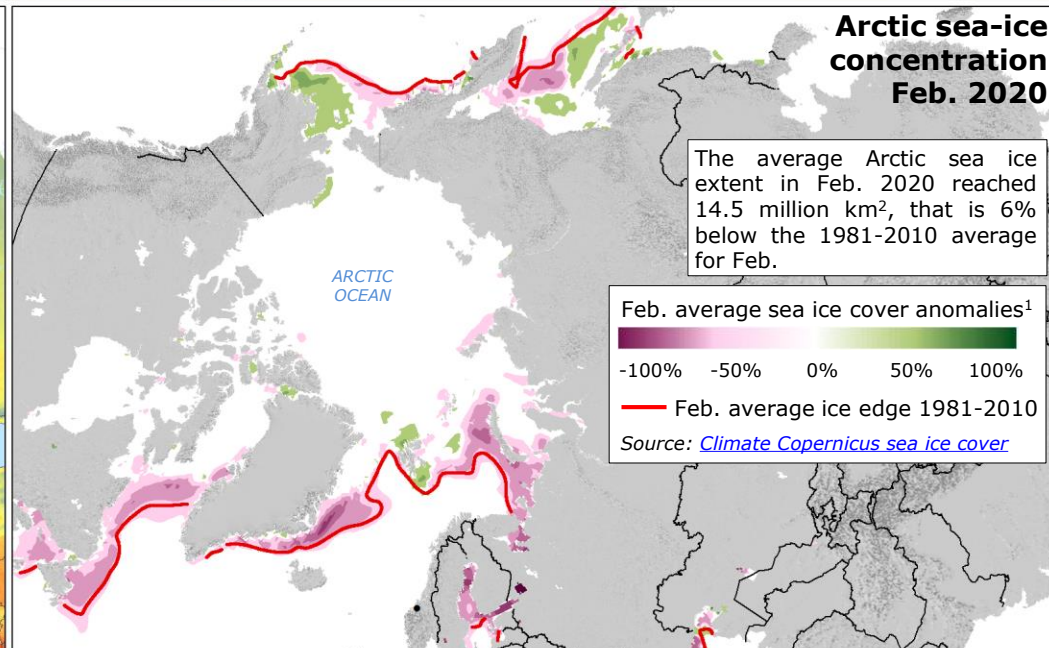 Arctic sea-ice
concentration
Feb. 2020
The average Arctic sea ice
extent in Feb. 2020 reached
14.5 million km², that is 6%
below the 1981-2010 average
for Feb.
ARCTIC
OCEAN
Feb. average sea ice cover anomalies¹
-100% -50% 0% 50% 100%
Feb. average ice edge 1981-2010
Source: Climate Copernicus sea ice cover